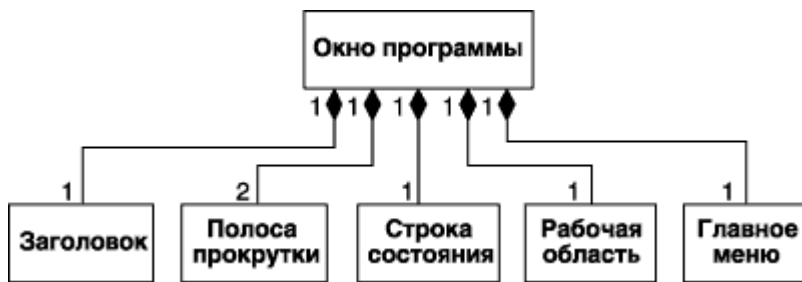 Окно программы
1 1 1 1 1
1 2 1 1 1
Заголовок
Полоса
прокрутки
Строка
состояния
Рабочая
область
Главное
меню